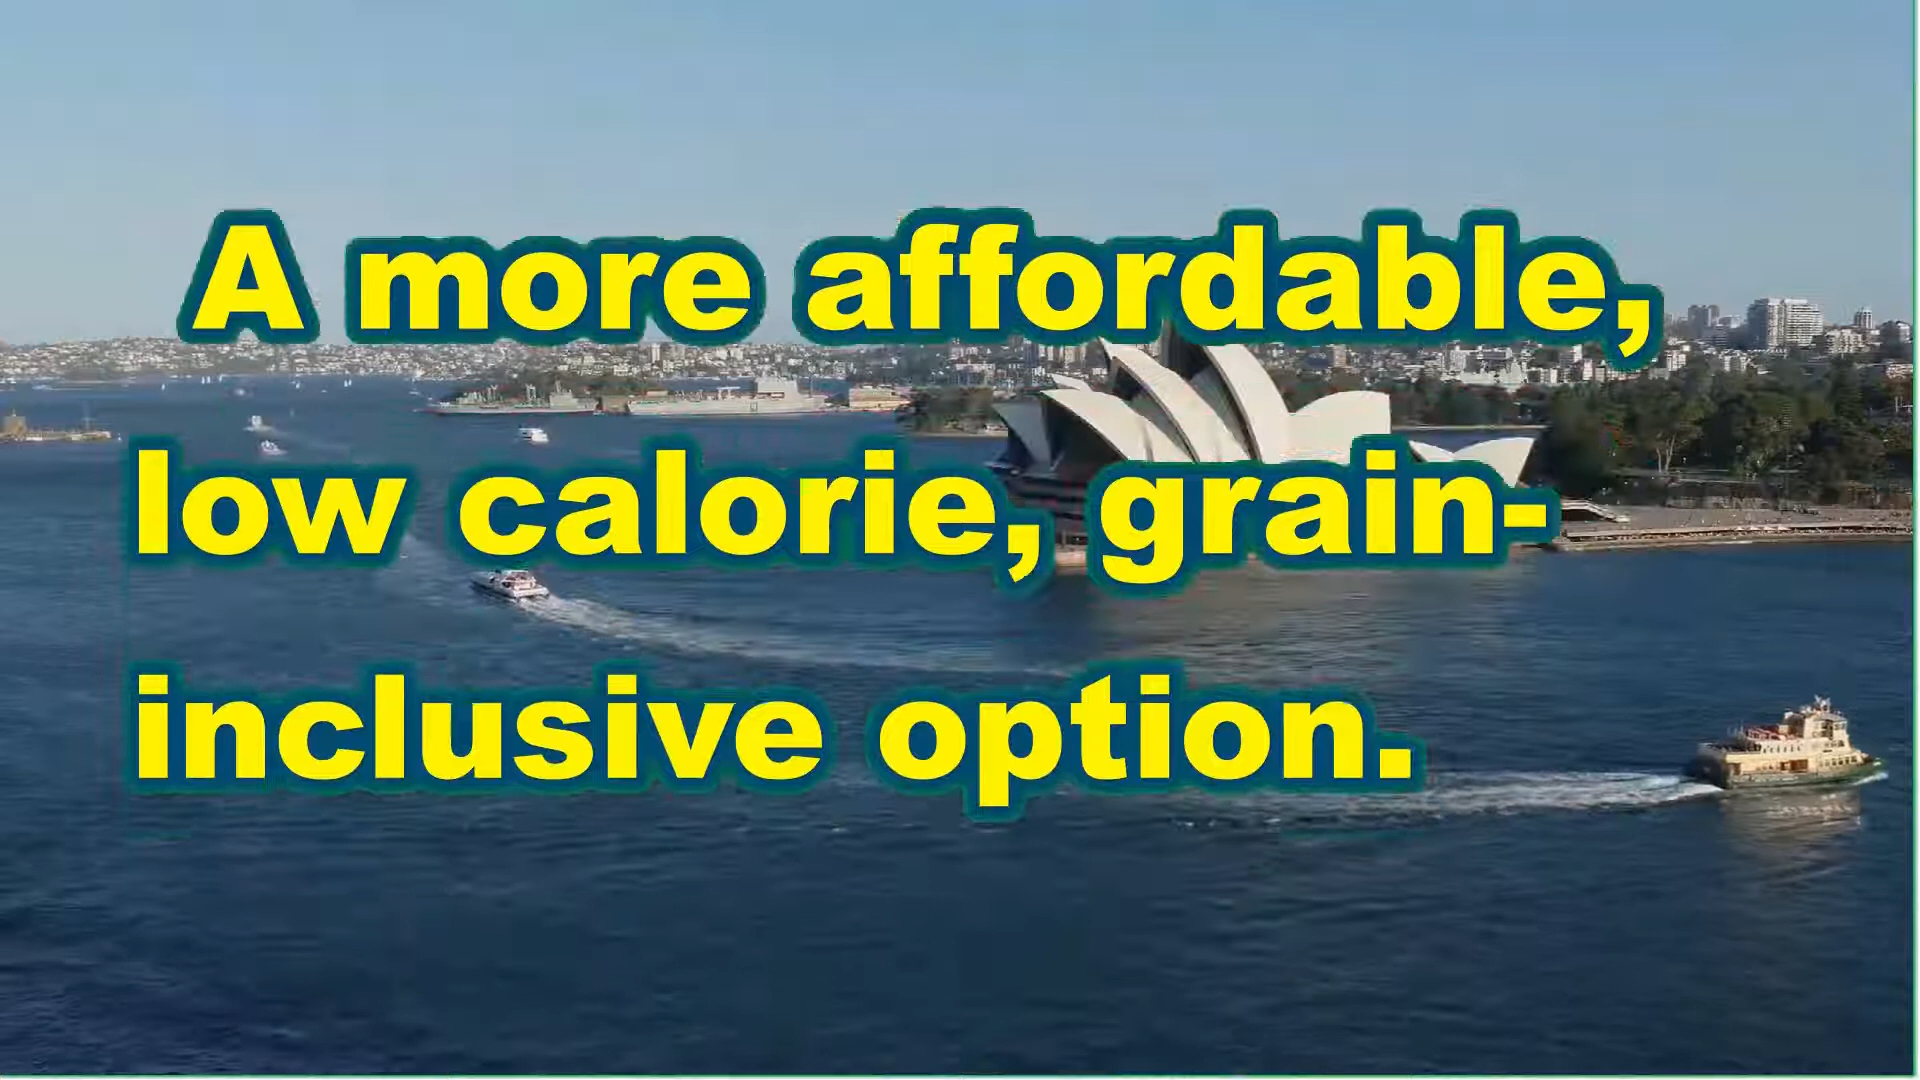 A more affordable,
low calorie, grain-
inclusive option.